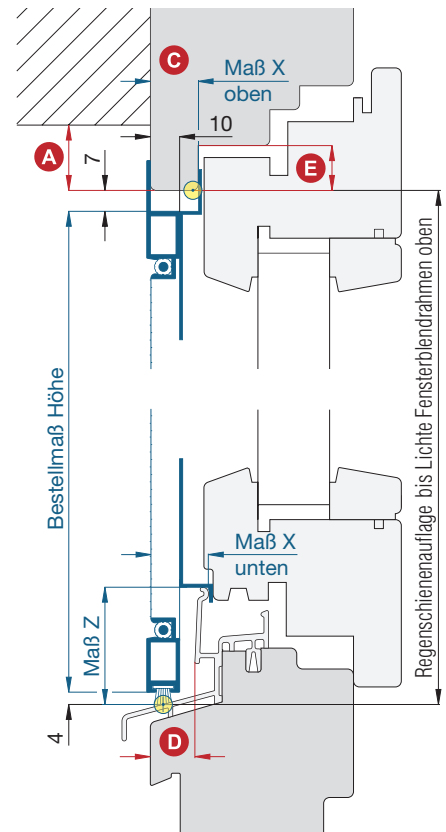 C
Maß X
oben
10
A
7
E
Bestellmaß Höhe
Regenschienenauflage bis Lichte Fensterblendrahmen oben
Maß X
unten
Maß Z
D
4